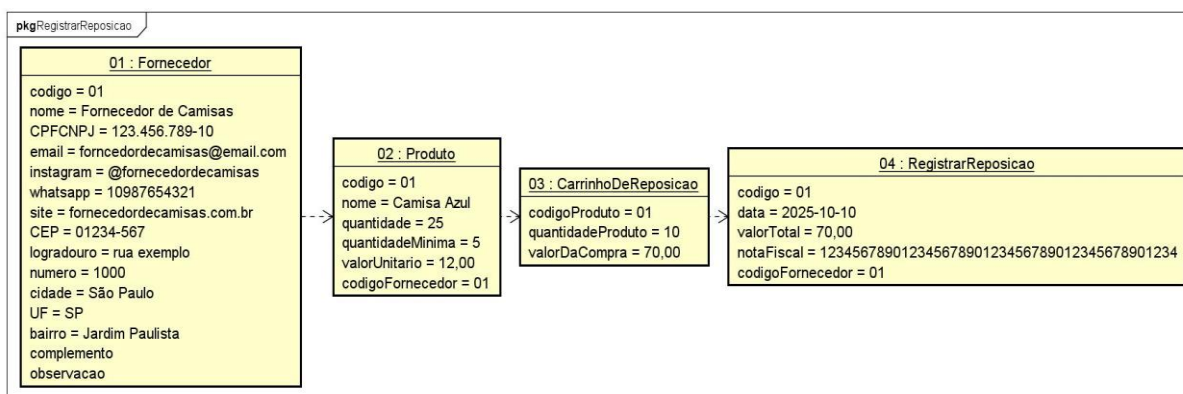 pkgRegistrarReposicao
01 : Fornecedor
codigo = 01
nome = Fornecedor de Camisas
CPFCNPJ = 123.456.789-10
email = forncedordecamisas@email.com
instagram = @fornecedordecamisas
whatsapp = 10987654321
site = fornecedordecamisas.com.br
CEP = 01234-567
logradouro = rua exemplo
numero = 1000
cidade = São Paulo
UF = SP
bairro = Jardim Paulista
complemento
observacao
02 : Produto
codigo = 01
nome = Camisa Azul
quantidade = 25
quantidadeMinima = 5
valorUnitario = 12,00
codigoFornecedor = 01
03 : CarrinhoDeReposicao
codigoProduto = 01
quantidadeProduto = 10
valorDaCompra = 70,00
04 : RegistrarReposicao
codigo = 01
data = 2025-10-10
valorTotal = 70,00
notaFiscal = 12345678901234567890123456789012345678901234
codigoFornecedor = 01